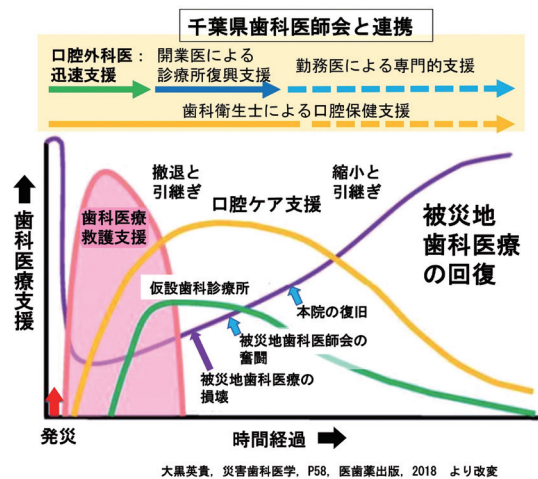 千葉県歯科医師会と連携
口腔外科医：
迅速支援
開業医による
診療所復興支援
勤務医による専門的支援
歯科衛生士による口腔保健支援
歯科医療支援
撤退と
引継ぎ
縮小と
引継ぎ
口腔ケア支援
歯科医療
救護支援
被災地
歯科医療
の回復
仮設歯科診療所
本院の復旧
被災地歯科医師会の
奮闘
被災地歯科医療の
損壊
発災
時間経過
大黒英貴，災害歯科医学，P58，医歯薬出版，2018　より改変